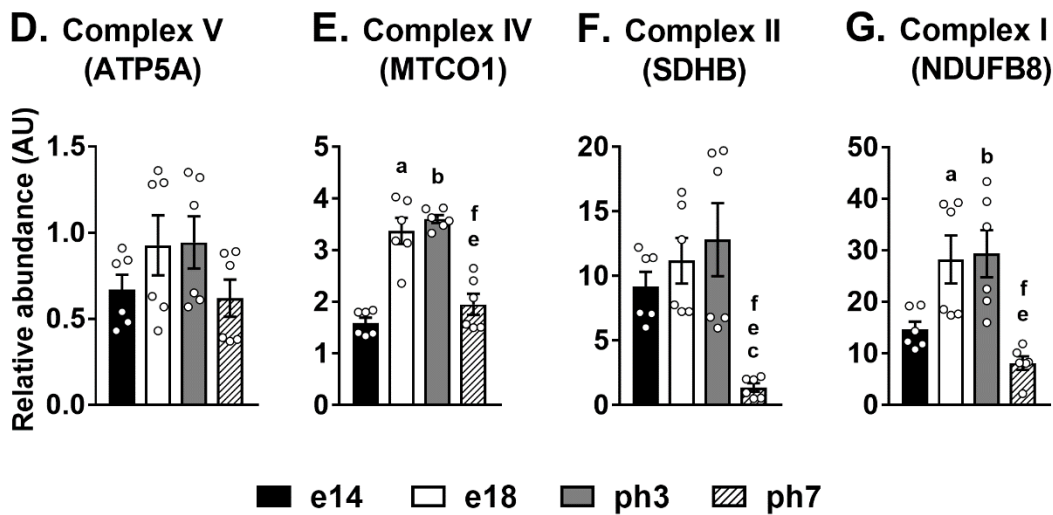 D. Complex V
(ATP5A)
E. Complex IV
(MTCO1)
F. Complex II
(SDHB)
G. Complex I
(NDUFB8)
Relative abundance (AU)
1.5
1.0
0.5
0.0
5
4
3
2
1
0
a
b
f
e
20
15
10
5
0
f
e
c
50
40
30
20
10
0
a
b
f
e
e14 e18 ph3 ph7